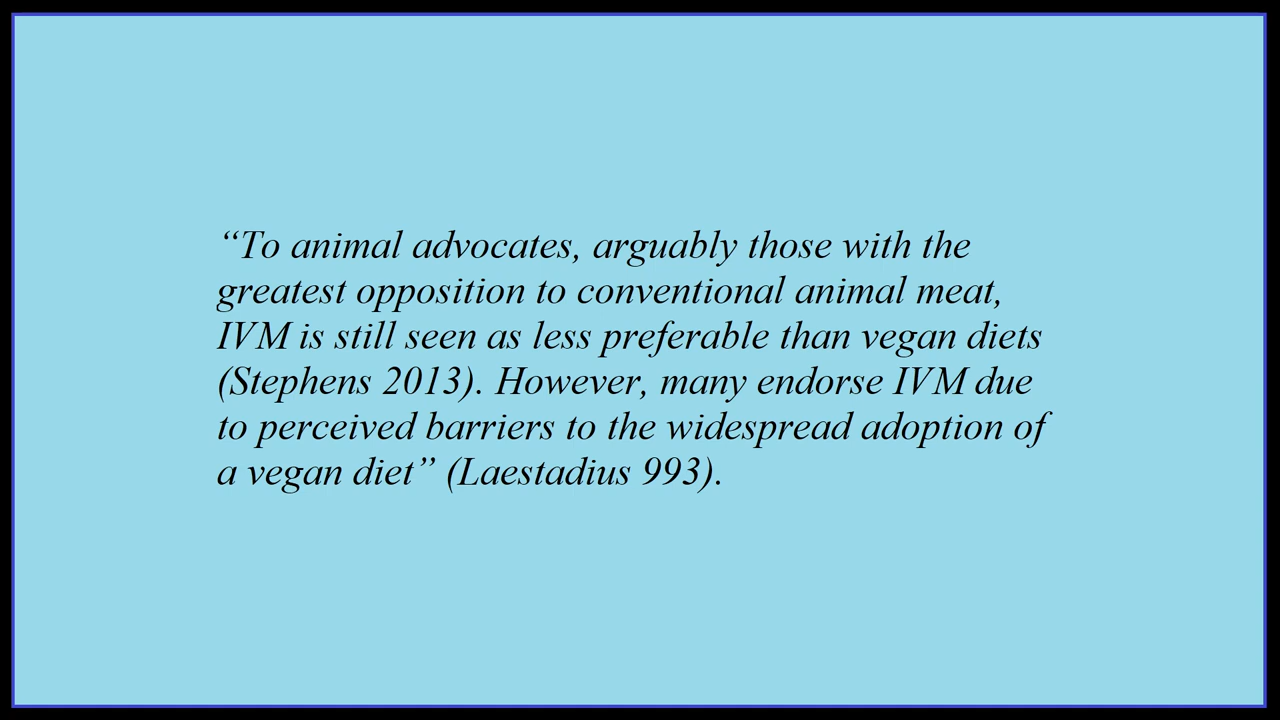 “To animal advocates, arguably those with the
greatest opposition to conventional animal meat,
IVM is still seen as less preferable than vegan diets
(Stephens 2013). However, many endorse IVM due
to perceived barriers to the widespread adoption of
a vegan diet” (Laestadius 993).